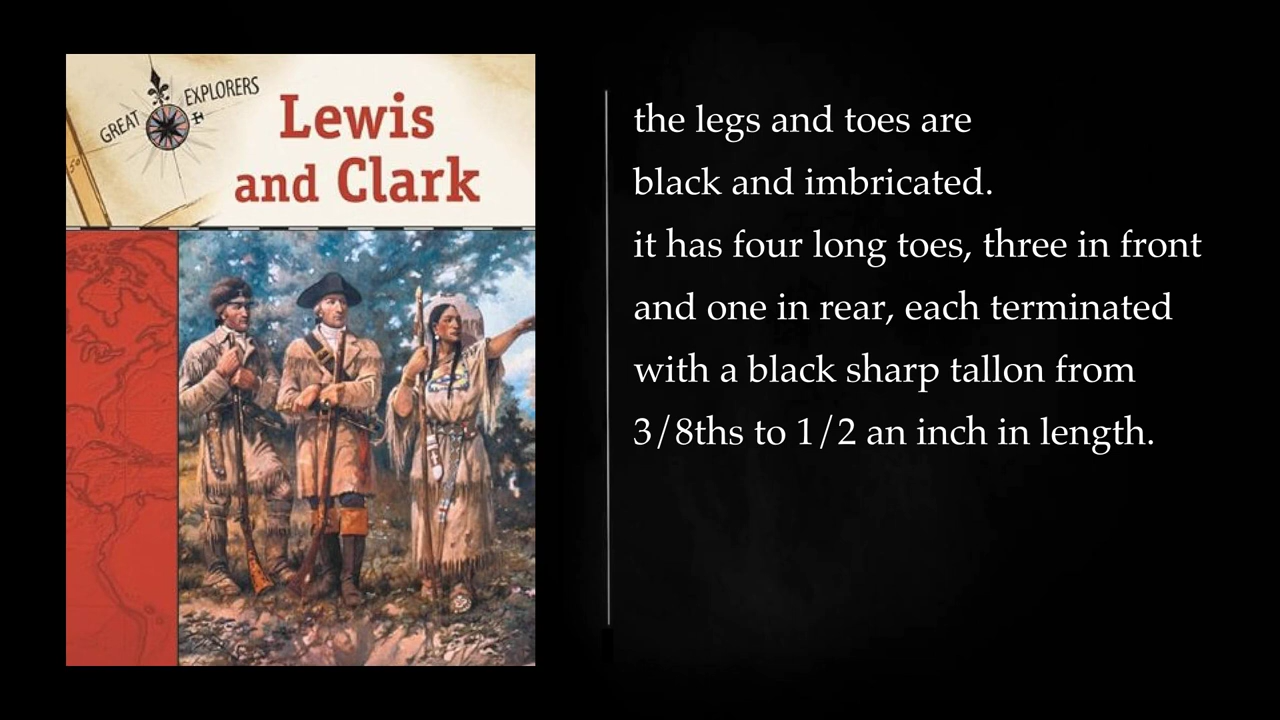 GREAT EXPLORERS
Lewis
and Clark
the legs and toes are
black and imbricated.
it has four long toes, three in front
and one in rear, each terminated
with a black sharp tallon from
3/8ths to 1/2 an inch in length.